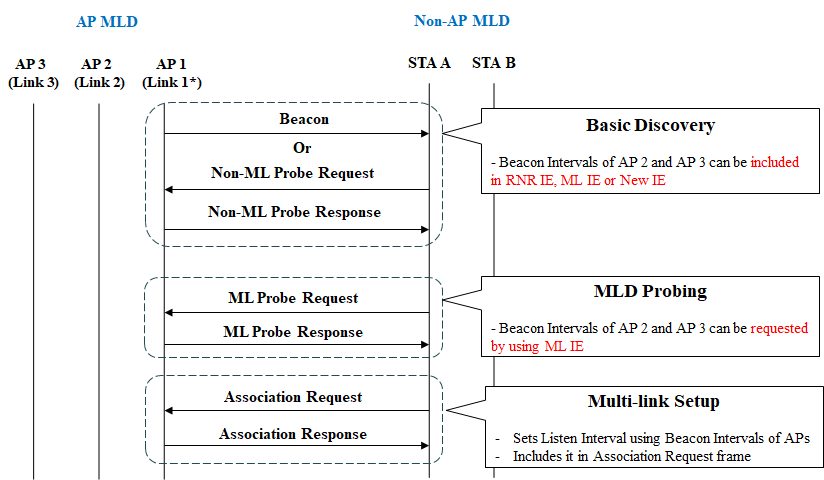 AP MLD
Non-AP MLD
AP 3
(Link 3)
AP 2
(Link 2)
AP 1
(Link 1*)
STA A
STA B
Beacon
Or
Non-ML Probe Request
Non-ML Probe Response
Basic Discovery
- Beacon Intervals of AP 2 and AP 3 can be included
in RNR IE, ML IE or New IE
ML Probe Request
ML Probe Response
MLD Probing
- Beacon Intervals of AP 2 and AP 3 can be requested
by using ML IE
Association Request
Association Response
Multi-link Setup
- Sets Listen Interval using Beacon Intervals of APs
- Includes it in Association Request frame